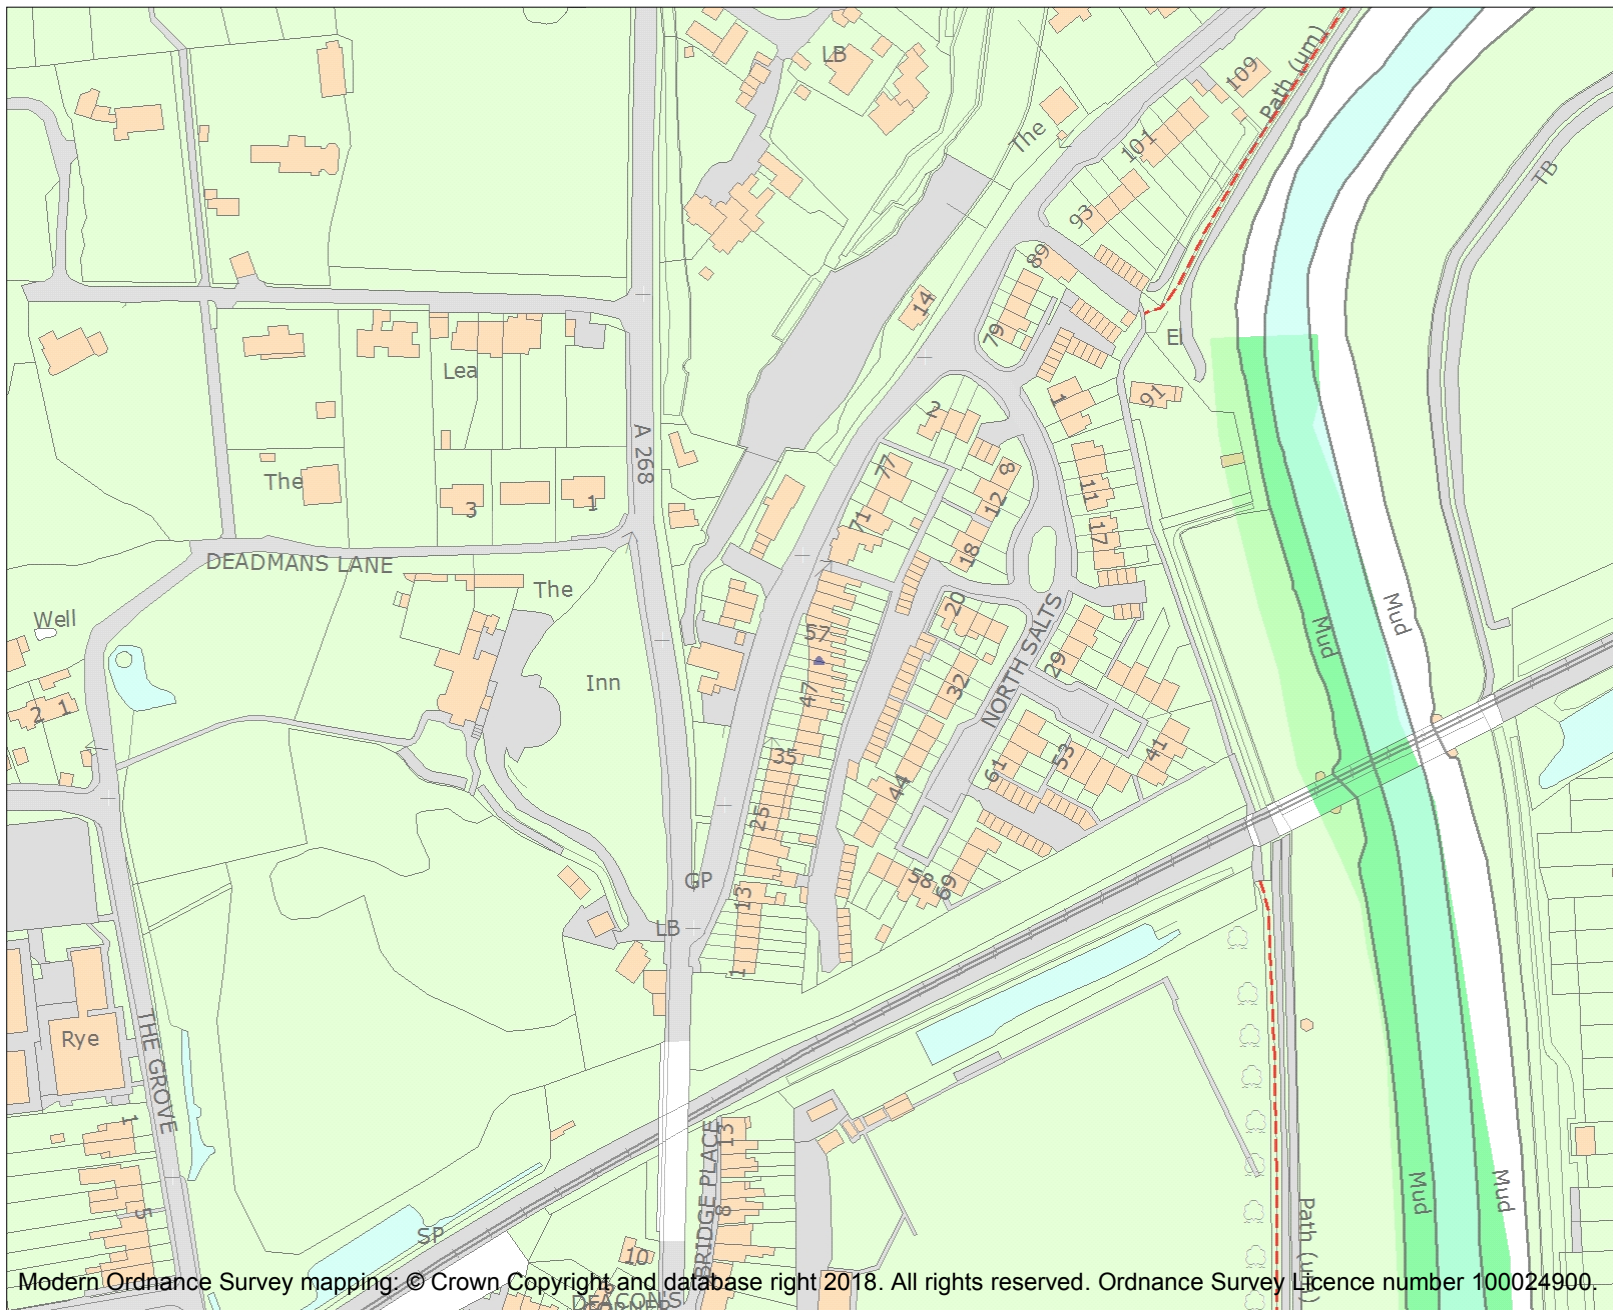 LB
109
Path (um)
The
101
TB
93
89
14
79
El
Lea
1
91
2
A 268
77
8
The
11
12
3
1
71
17
18
DEADMANS LANE
The
20
Well
57
NORTH SALTS
Mud
Mud
29
Inn
32
47
2 1
35
53
41
61
44
25
GP
58
69
13
LB
1
Rye
THE GROVE
1
13
BRIDGE PLACE
Mud
Mud
5
8
Path (um)
SP
10
Modern Ordnance Survey mapping: © Crown Copyright and database right 2018. All rights reserved. Ordnance Survey Licence number 100024900.
DEACON'S